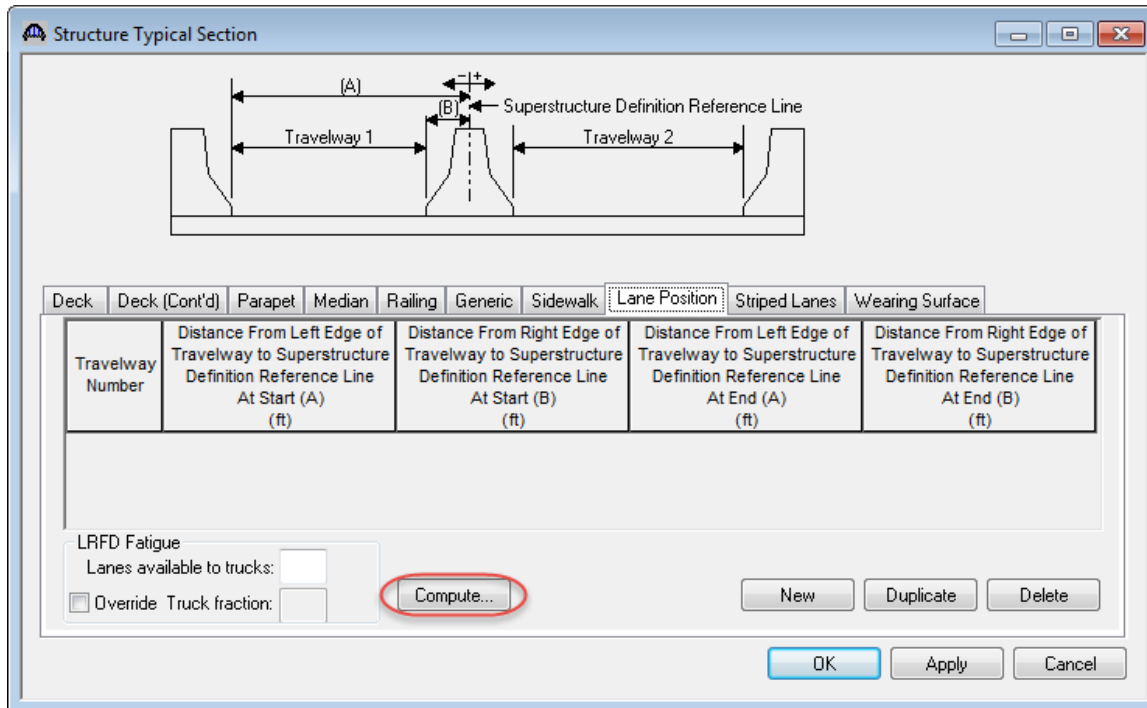 Structure Typical Section
(A)
-|+
(B)
Superstructure Definition Reference Line
Travelway 1
Travelway 2
Deck
Deck (Cont'd)
Parapet
Median
Railing
Generic
Sidewalk
Lane Position
Striped Lanes
Wearing Surface
Travelway
Number
Distance From Left Edge of
Travelway to Superstructure
Definition Reference Line
At Start (A)
(ft)
Distance From Right Edge of
Travelway to Superstructure
Definition Reference Line
At Start (B)
(ft)
Distance From Left Edge of
Travelway to Superstructure
Definition Reference Line
At End (A)
(ft)
Distance From Right Edge of
Travelway to Superstructure
Definition Reference Line
At End (B)
(ft)
LRFD Fatigue
Lanes available to trucks:
Override Truck fraction:
Compute...
New
Duplicate
Delete
OK
Apply
Cancel